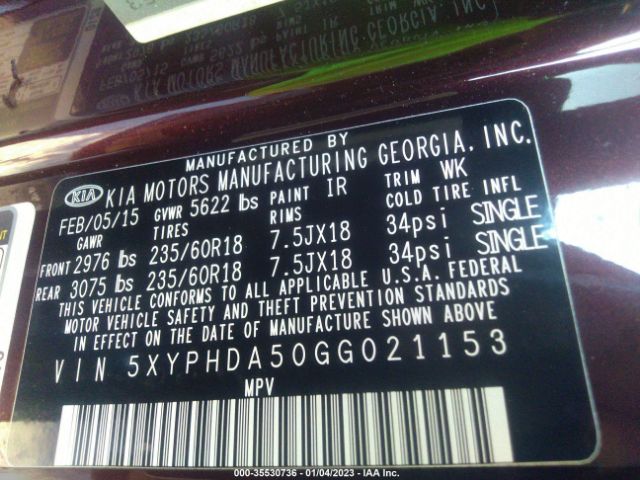 MANUFACTURED BY
KIA KIA MOTORS MANUFACTURING GEORGIA, INC.
FEB/05/15 GVWR 5622 lbs PAINT IR TRIM WK
GAWR TIRES RIMS COLD TIRE INFL
FRONT 2976 lbs 235/60R18 7.5JX18 34psi SINGLE
REAR 3075 lbs 235/60R18 7.5JX18 34psi SINGLE
THIS VEHICLE CONFORMS TO ALL APPLICABLE U.S.A. FEDERAL
MOTOR VEHICLE SAFETY AND THEFT PREVENTION STANDARDS
IN EFFECT ON THE DATE OF MANUFACTURE SHOWN ABOVE
VIN 5XYPHDA50GG021153
MPV
000-35530736 - 01/04/2023 - IAA Inc.